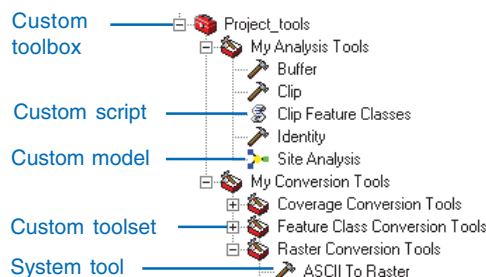 Custom
toolbox
Project_tools
My Analysis Tools
Buffer
Clip
Custom script
Clip Feature Classes
Identity
Custom model
Site Analysis
My Conversion Tools
Coverage Conversion Tools
Custom toolset
Feature Class Conversion Tools
Raster Conversion Tools
System tool
ASCII To Raster